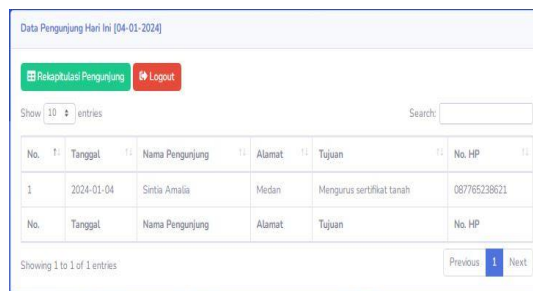 Data Pengunjung Hari Ini [04-01-2024]
Rekapitulasi Pengunjung Logout
Show 10 entries Search:
No. Tanggal Nama Pengunjung Alamat Tujuan No. HP
1 2024-01-04 Sintia Amalia Medan Mengurus sertifikat tanah 087765238621
No. Tanggal Nama Pengunjung Alamat Tujuan No. HP
Showing 1 to 1 of 1 entries Previous 1 Next